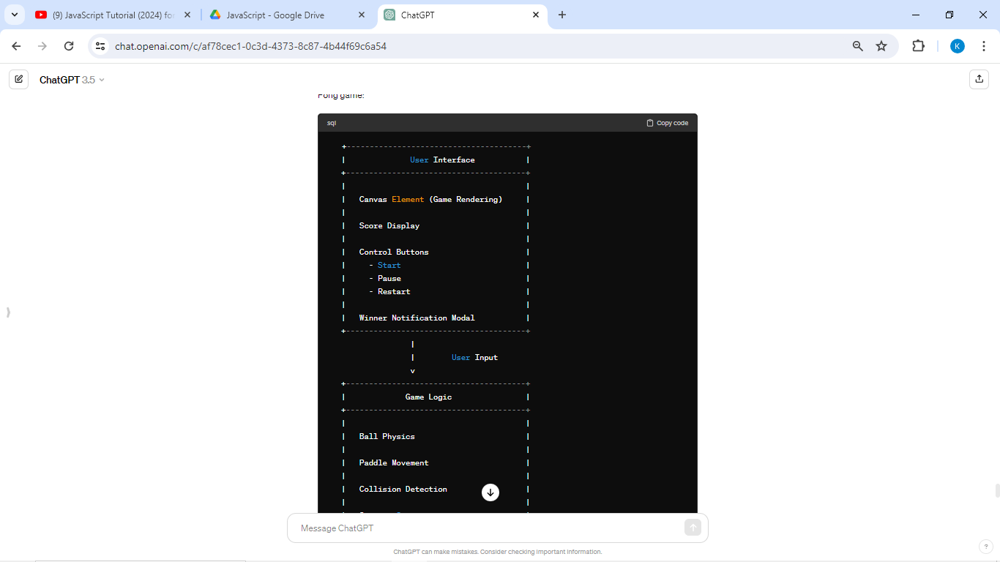 (9) JavaScript Tutorial (2024) fo
JavaScript - Google Drive
ChatGPT
chat.openai.com/c/af78cec1-0c3d-4373-8c87-4b44f69c6a54
K
ChatGPT 3.5
Pong game:
sql
Copy code
+---------------------------------------+
| User Interface |
+---------------------------------------+
| |
| Canvas Element (Game Rendering) |
| |
| Score Display |
| |
| Control Buttons |
| - Start |
| - Pause |
| - Restart |
| |
| Winner Notification Modal |
+---------------------------------------+
|
| User Input
v
+---------------------------------------+
| Game Logic |
+---------------------------------------+
| |
| Ball Physics |
| |
| Paddle Movement |
| |
| Collision Detection |
| |
Message ChatGPT
ChatGPT can make mistakes. Consider checking important information.
?